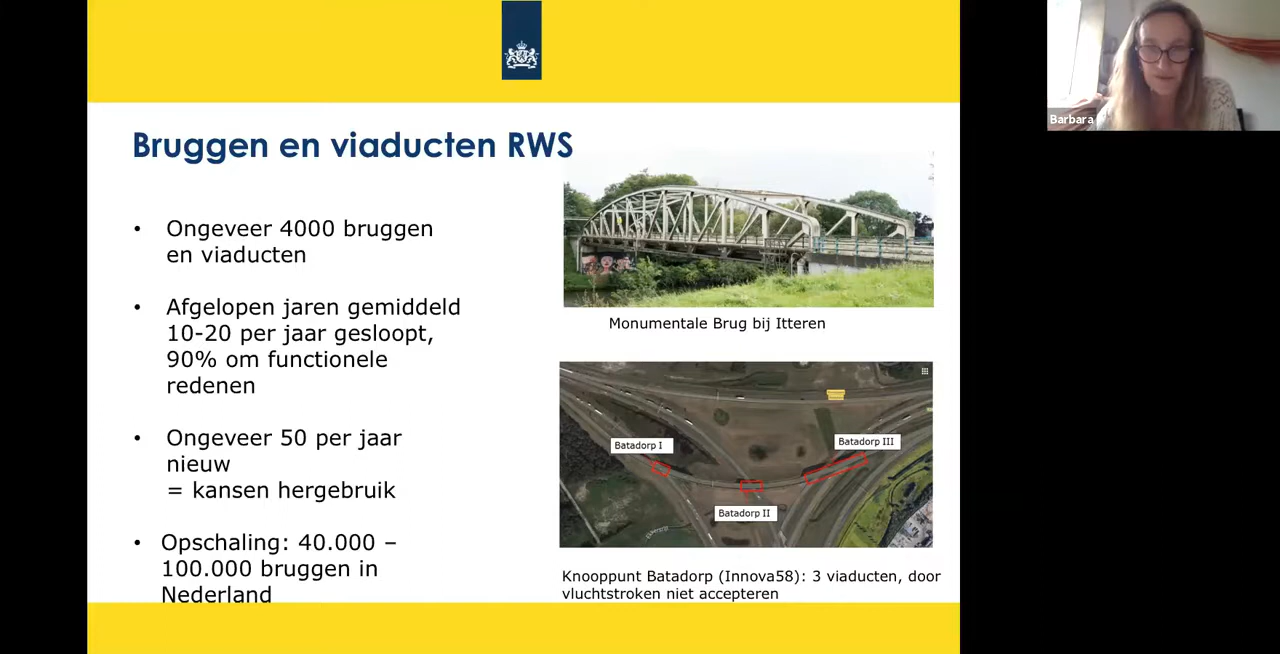 Bruggen en viaducten RWS
• Ongeveer 4000 bruggen
en viaducten
• Afgelopen jaren gemiddeld
10-20 per jaar gesloopt,
90% om functionele
redenen
• Ongeveer 50 per jaar
nieuw
= kansen hergebruik
• Opschaling: 40.000 –
100.000 bruggen in
Nederland
Monumentale Brug bij Itteren
Batadorp I
Batadorp III
Batadorp II
Knooppunt Batadorp (Innova58): 3 viaducten, door
vluchtstroken niet accepteren
Barbara